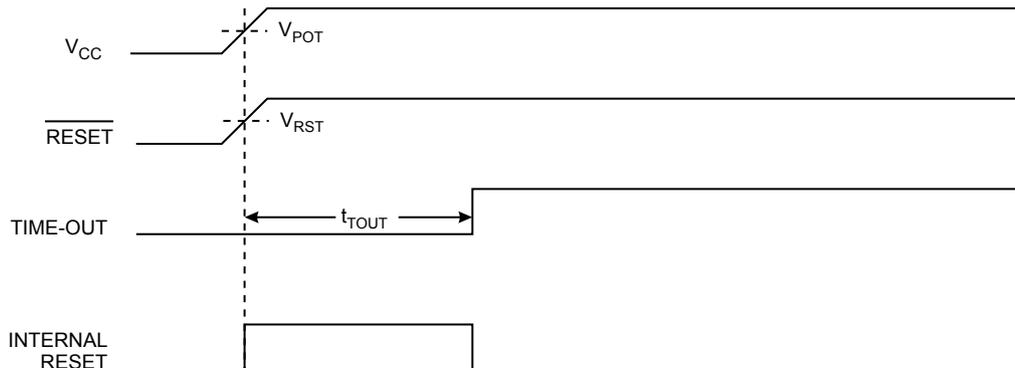 VCC
VPOT
RESET
VRST
TIME-OUT
tTOUT
INTERNAL
RESET